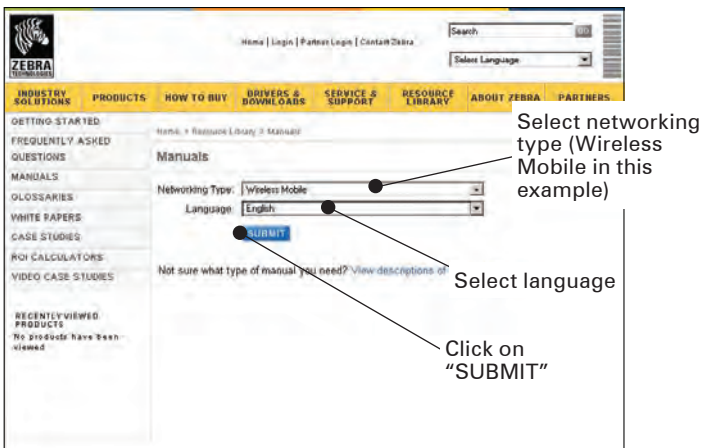 Search
GO
Home | Login | Partner Login | Contact Zebra
Select Language
ZEBRA
TECHNOLOGIES
INDUSTRY SOLUTIONS PRODUCTS HOW TO BUY DRIVERS & DOWNLOADS SERVICE & SUPPORT RESOURCE LIBRARY ABOUT ZEBRA PARTNERS
GETTING STARTED
FREQUENTLY ASKED
QUESTIONS
MANUALS
GLOSSARIES
WHITE PAPERS
CASE STUDIES
ROI CALCULATORS
VIDEO CASE STUDIES
RECENTLY VIEWED
PRODUCTS
No products have been
viewed
Home > Resource Library > Manuals
Manuals
Networking Type: Wireless Mobile
Language: English
SUBMIT
Not sure what type of manual you need? View descriptions of
Select networking
type (Wireless
Mobile in this
example)
Select language
Click on
“SUBMIT”